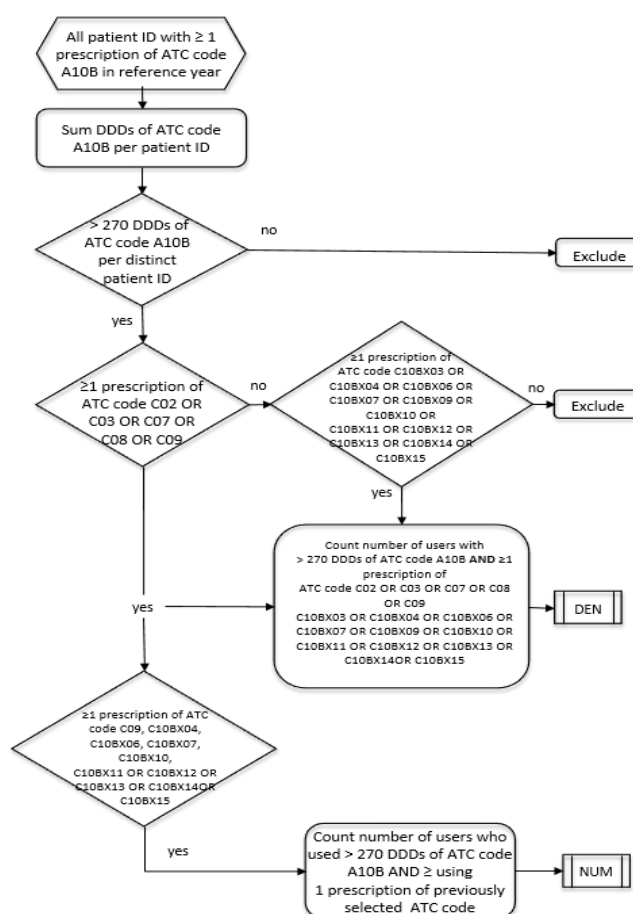 All patient ID with ≥ 1
prescription of ATC code
A10B in reference year
Sum DDDs of ATC code
A10B per patient ID
> 270 DDDs of
ATC code A10B
per distinct
patient ID
no
Exclude
yes
≥1 prescription of
ATC code C02 OR
C03 OR C07 OR
C08 OR C09
no
≥1 prescription of
ATC code C10BX03 OR
C10BX04 OR C10BX06 OR
C10BX07 OR C10BX09 OR
C10BX10 OR
C10BX11 OR C10BX12 OR
C10BX13 OR C10BX14 OR
C10BX15
no
Exclude
yes
Count number of users with
> 270 DDDs of ATC code A10B AND ≥1
prescription of
ATC code C02 OR C03 OR C07 OR C08
OR C09
C10BX03 OR C10BX04 OR C10BX06 OR
C10BX07 OR C10BX09 OR C10BX10 OR
C10BX11 OR C10BX12 OR C10BX13 OR
C10BX14OR C10BX15
yes
DEN
≥1 prescription of ATC
code C09, C10BX04,
C10BX06, C10BX07,
C10BX10,
C10BX11 OR C10BX12 OR
C10BX13 OR C10BX14OR
C10BX15
yes
Count number of users who
used > 270 DDDs of ATC code
A10B AND ≥ using
1 prescription of previously
selected  ATC code
NUM